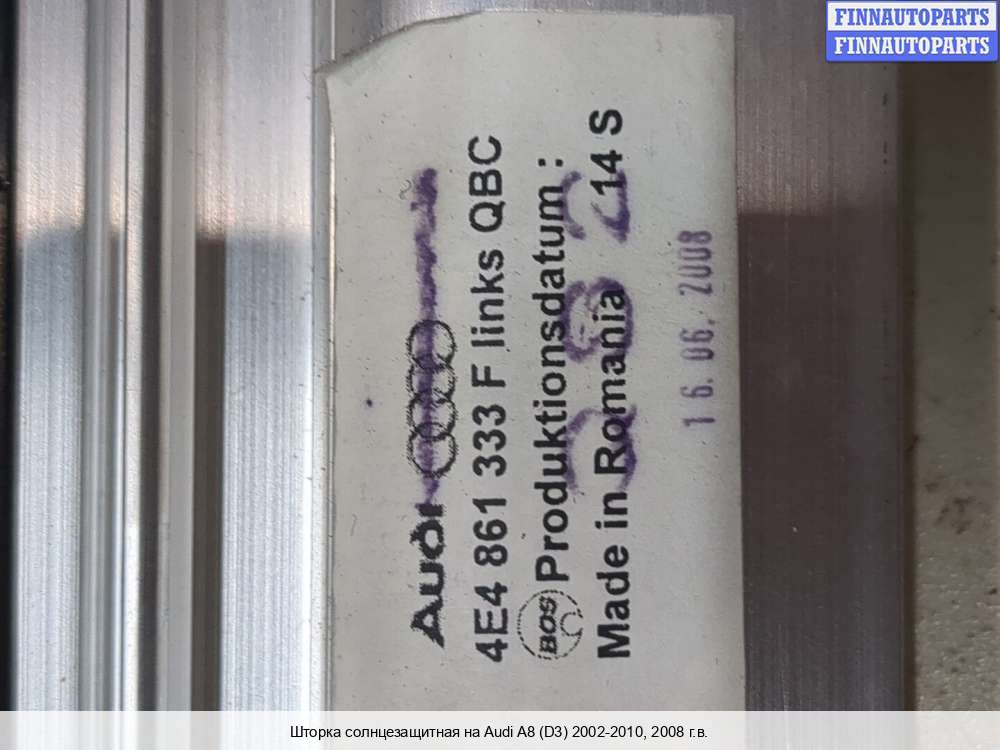 FINNAUTOPARTS
FINNAUTOPARTS
Audi
4E4 861 333 F links QBC
BOS Produktionsdatum :
Made in Romania 14 S
16.06.2008
Шторка солнцезащитная на Audi A8 (D3) 2002-2010, 2008 г.в.